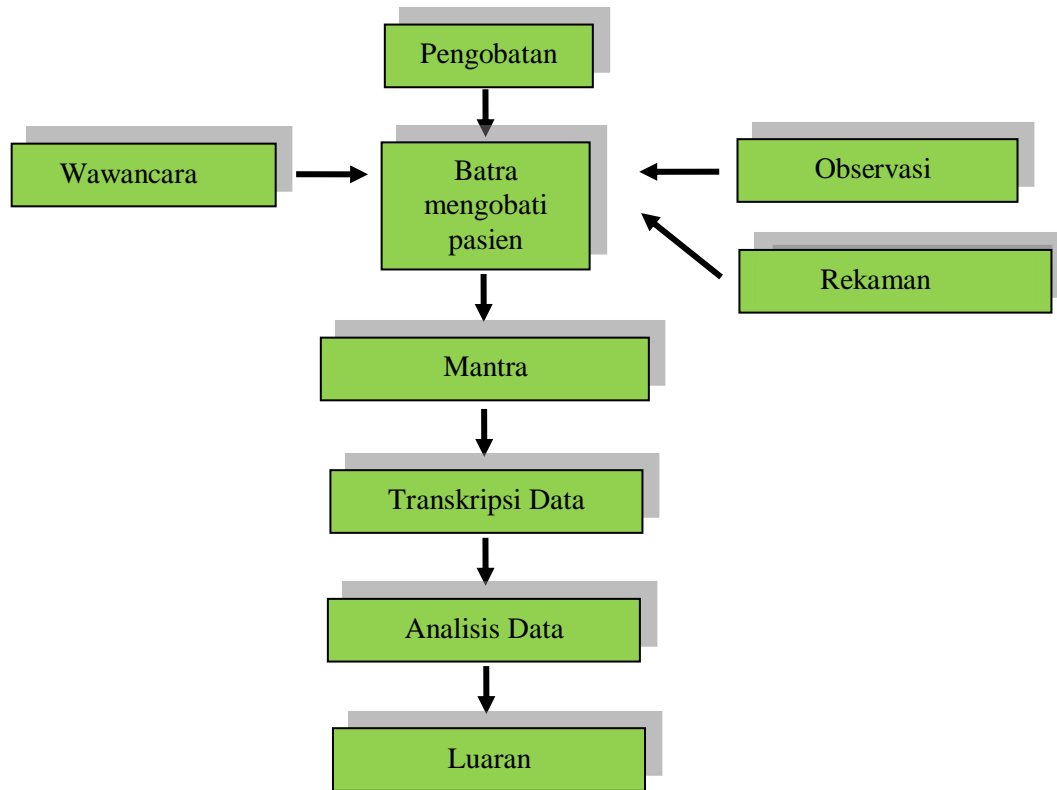 Pengobatan
Wawancara
Batra
mengobati
pasien
Observasi
Rekaman
Mantra
Transkripsi Data
Analisis Data
Luaran